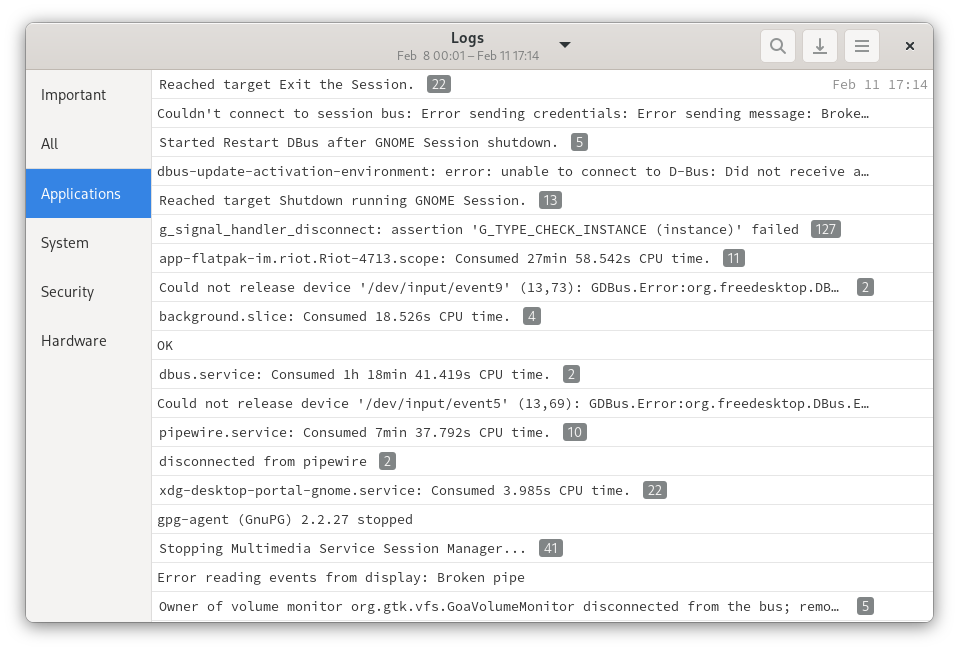 Logs
Feb 8 00:01 – Feb 11 17:14
Important
All
Applications
System
Security
Hardware
Reached target Exit the Session. 22 Feb 11 17:14
Couldn't connect to session bus: Error sending credentials: Error sending message: Broke…
Started Restart DBus after GNOME Session shutdown. 5
dbus-update-activation-environment: error: unable to connect to D-Bus: Did not receive a…
Reached target Shutdown running GNOME Session. 13
g_signal_handler_disconnect: assertion 'G_TYPE_CHECK_INSTANCE (instance)' failed 127
app-flatpak-im.riot.Riot-4713.scope: Consumed 27min 58.542s CPU time. 11
Could not release device '/dev/input/event9' (13,73): GDBus.Error:org.freedesktop.DB… 2
background.slice: Consumed 18.526s CPU time. 4
OK
dbus.service: Consumed 1h 18min 41.419s CPU time. 2
Could not release device '/dev/input/event5' (13,69): GDBus.Error:org.freedesktop.DBus.E…
pipewire.service: Consumed 7min 37.792s CPU time. 10
disconnected from pipewire 2
xdg-desktop-portal-gnome.service: Consumed 3.985s CPU time. 22
gpg-agent (GnuPG) 2.2.27 stopped
Stopping Multimedia Service Session Manager... 41
Error reading events from display: Broken pipe
Owner of volume monitor org.gtk.vfs.GoaVolumeMonitor disconnected from the bus; remo… 5